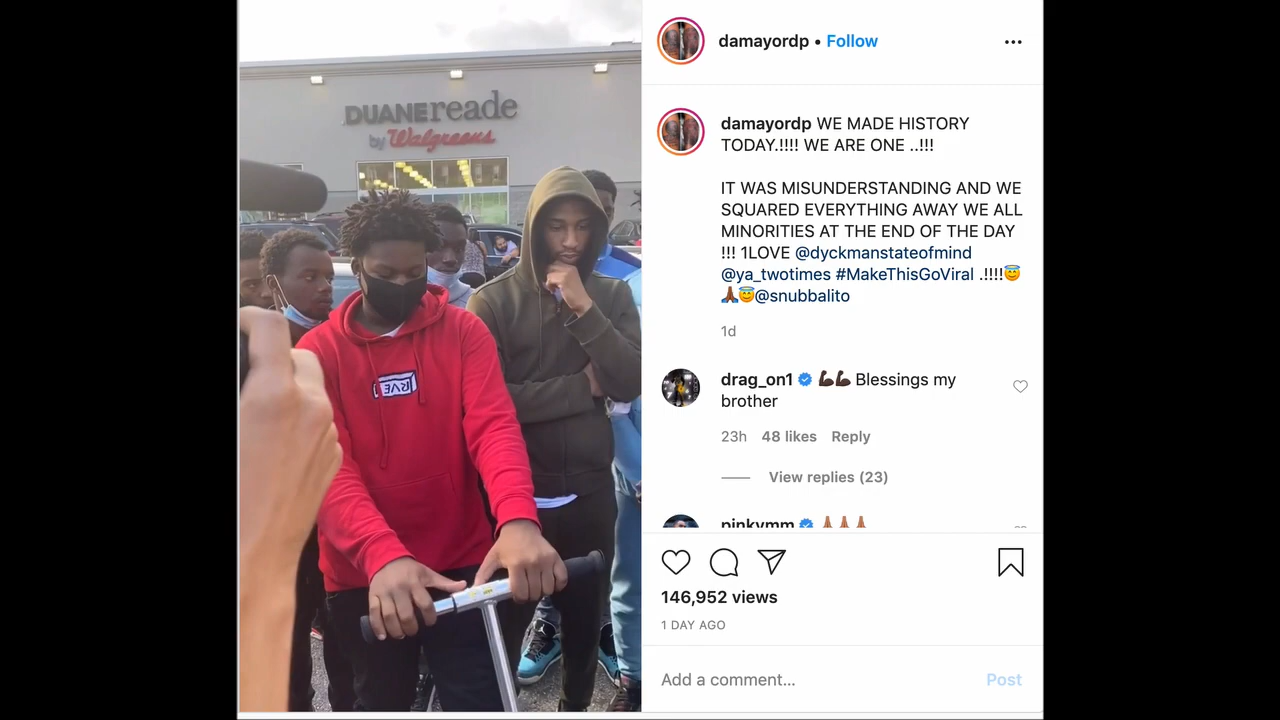 DUANEreade
by Walgreens
damayordp • Follow
damayordp WE MADE HISTORY
TODAY.!!!! WE ARE ONE ..!!!
IT WAS MISUNDERSTANDING AND WE
SQUARED EVERYTHING AWAY WE ALL
MINORITIES AT THE END OF THE DAY
!!! 1LOVE @dyckmanstateofmind
@ya_twotimes #MakeThisGoViral .!!!!😇
🙏🏾😇@snubbalito
1d
drag_on1 💪🏿💪🏿 Blessings my
brother
23h 48 likes Reply
View replies (23)
pinkymm 🙏🏽🙏🏽🙏🏽
146,952 views
1 DAY AGO
Add a comment... Post